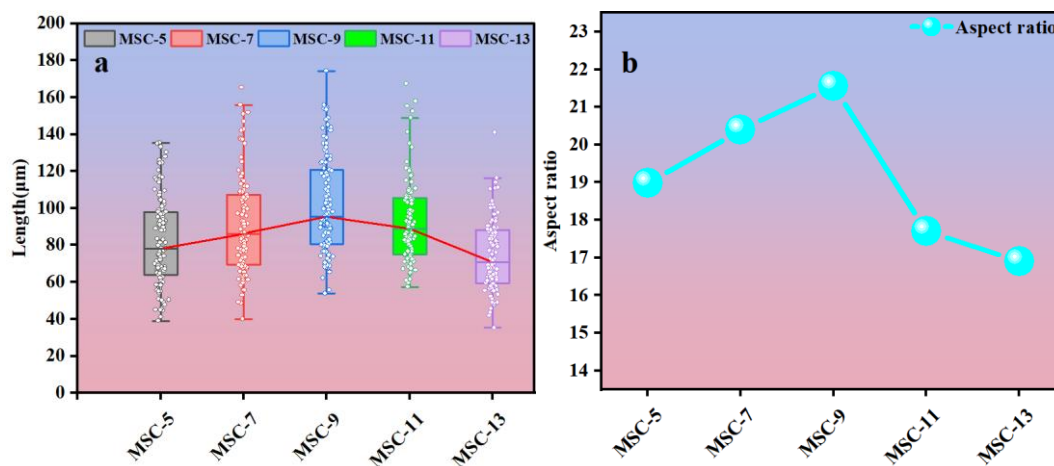 MSC-5 MSC-7 MSC-9 MSC-11 MSC-13
a
Length(μm)
200
180
160
140
120
100
80
60
40
20
0
MSC-5
MSC-7
MSC-9
MSC-11
MSC-13
Aspect ratio
b
Aspect ratio
23
22
21
20
19
18
17
16
15
14
MSC-5
MSC-7
MSC-9
MSC-11
MSC-13